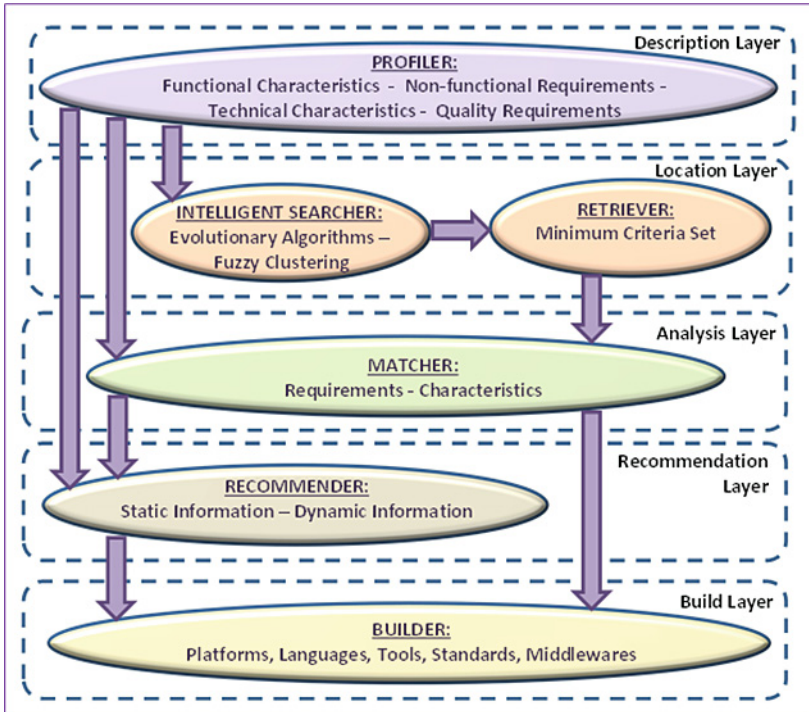 Description Layer
PROFILER:
Functional Characteristics - Non-functional Requirements -
Technical Characteristics - Quality Requirements
Location Layer
INTELLIGENT SEARCHER:
Evolutionary Algorithms –
Fuzzy Clustering
RETRIEVER:
Minimum Criteria Set
Analysis Layer
MATCHER:
Requirements - Characteristics
Recommendation
Layer
RECOMMENDER:
Static Information – Dynamic Information
Build Layer
BUILDER:
Platforms, Languages, Tools, Standards, Middlewares